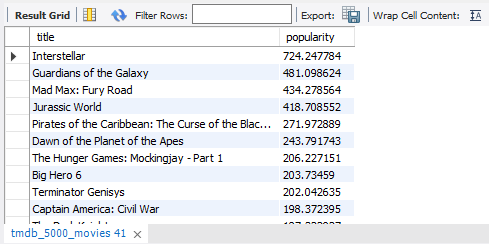 Result Grid Filter Rows: Export: Wrap Cell Content:
title popularity
Interstellar 724.247784
Guardians of the Galaxy 481.098624
Mad Max: Fury Road 434.278564
Jurassic World 418.708552
Pirates of the Caribbean: The Curse of the Blac... 271.972889
Dawn of the Planet of the Apes 243.791743
The Hunger Games: Mockingjay - Part 1 206.227151
Big Hero 6 203.73459
Terminator Genisys 202.042635
Captain America: Civil War 198.372395
tmdb_5000_movies 41